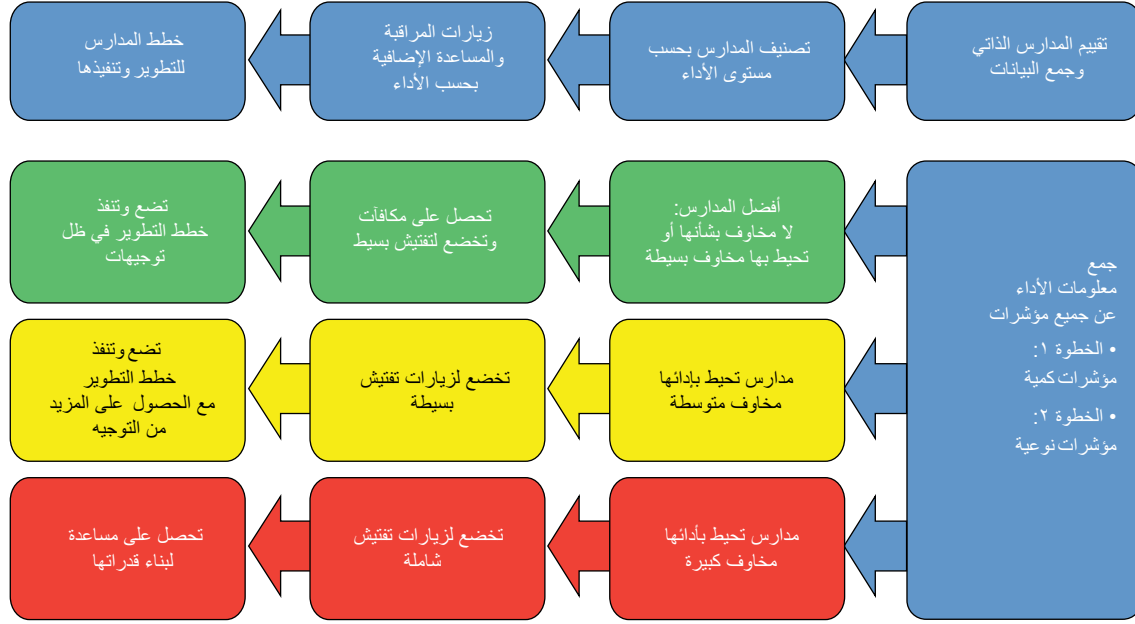 تقييم المدارس الذاتي
وجمع البيانات
تصنيف المدارس بحسب
مستوى الأداء
زيارات المراقبة
والمساعدة الإضافية
بحسب الأداء
خطط المدارس
للتطوير وتنفيذها
جمع
معلومات الأداء
عن جميع مؤشرات
• الخطوة ١:
مؤشرات كمية
• الخطوة ٢:
مؤشرات نوعية
أفضل المدارس:
لا مخاوف بشأنها أو
تحيط بها مخاوف بسيطة
تحصل على مكافآت
وتخضع لتفتيش بسيط
تضع وتنفذ
خطط التطوير في ظل
توجيهات
مدارس تحيط بإدائها
مخاوف متوسطة
تخضع لزيارات تفتيش
بسيطة
تضع وتنفذ
خطط التطوير
مع الحصول على المزيد
من التوجيه
مدارس تحيط بأدائها
مخاوف كبيرة
تخضع لزيارات تفتيش
شاملة
تحصل على مساعدة
لبناء قدراتها